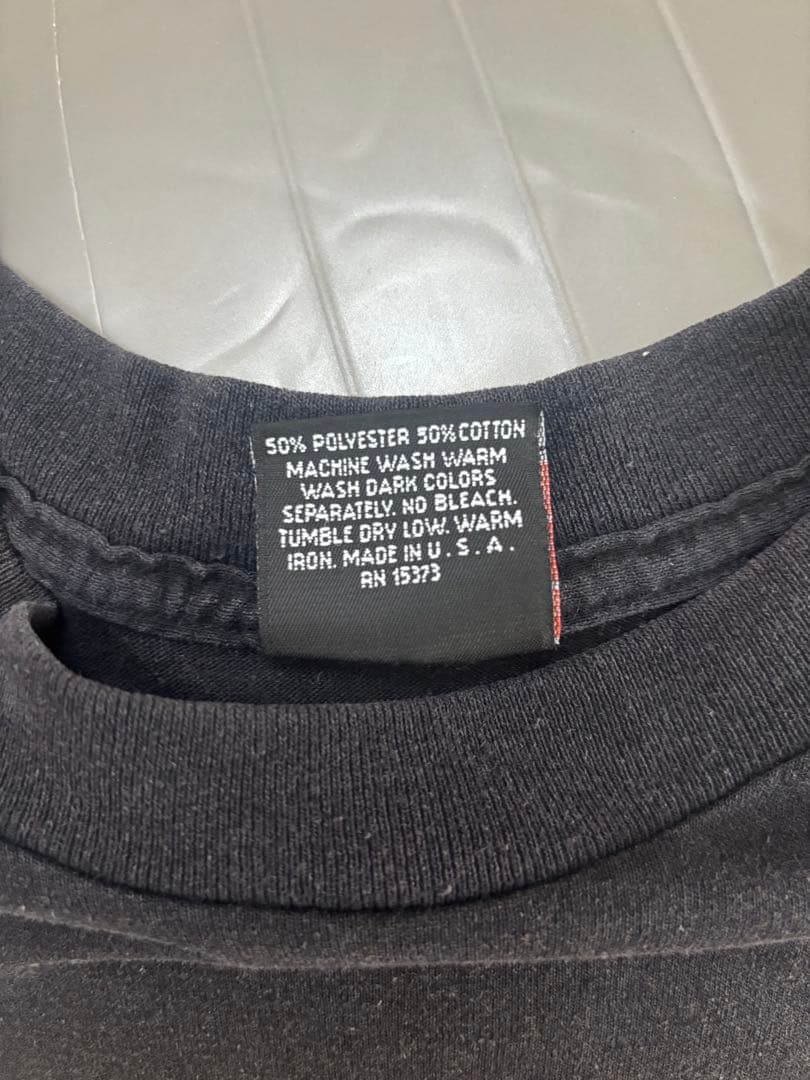 50% POLYESTER 50% COTTON
MACHINE WASH WARM
WASH DARK COLORS
SEPARATELY. NO BLEACH.
TUMBLE DRY LOW. WARM
IRON. MADE IN U.S.A.
RN 15373